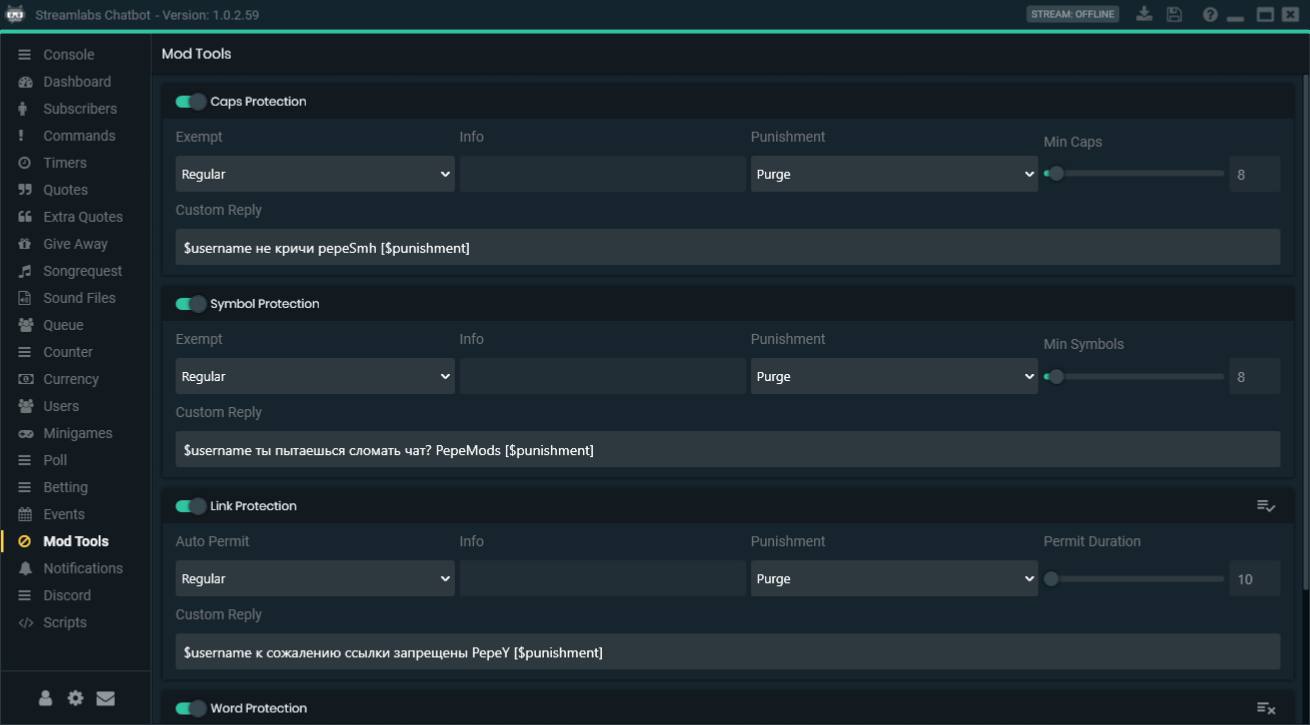 Streamlabs Chatbot - Version: 1.0.2.59
STREAM: OFFLINE
Console
Dashboard
Subscribers
Commands
Timers
Quotes
Extra Quotes
Give Away
Songrequest
Sound Files
Queue
Counter
Currency
Users
Minigames
Poll
Betting
Events
Mod Tools
Notifications
Discord
Scripts
Mod Tools
Caps Protection
Exempt Info Punishment Min Caps
Regular Purge 8
Custom Reply
$username не кричи pepeSmh [$punishment]
Symbol Protection
Exempt Info Punishment Min Symbols
Regular Purge 8
Custom Reply
$username ты пытаешься сломать чат? PepeMods [$punishment]
Link Protection
Auto Permit Info Punishment Permit Duration
Regular Purge 10
Custom Reply
$username к сожалению ссылки запрещены PepeY [$punishment]
Word Protection